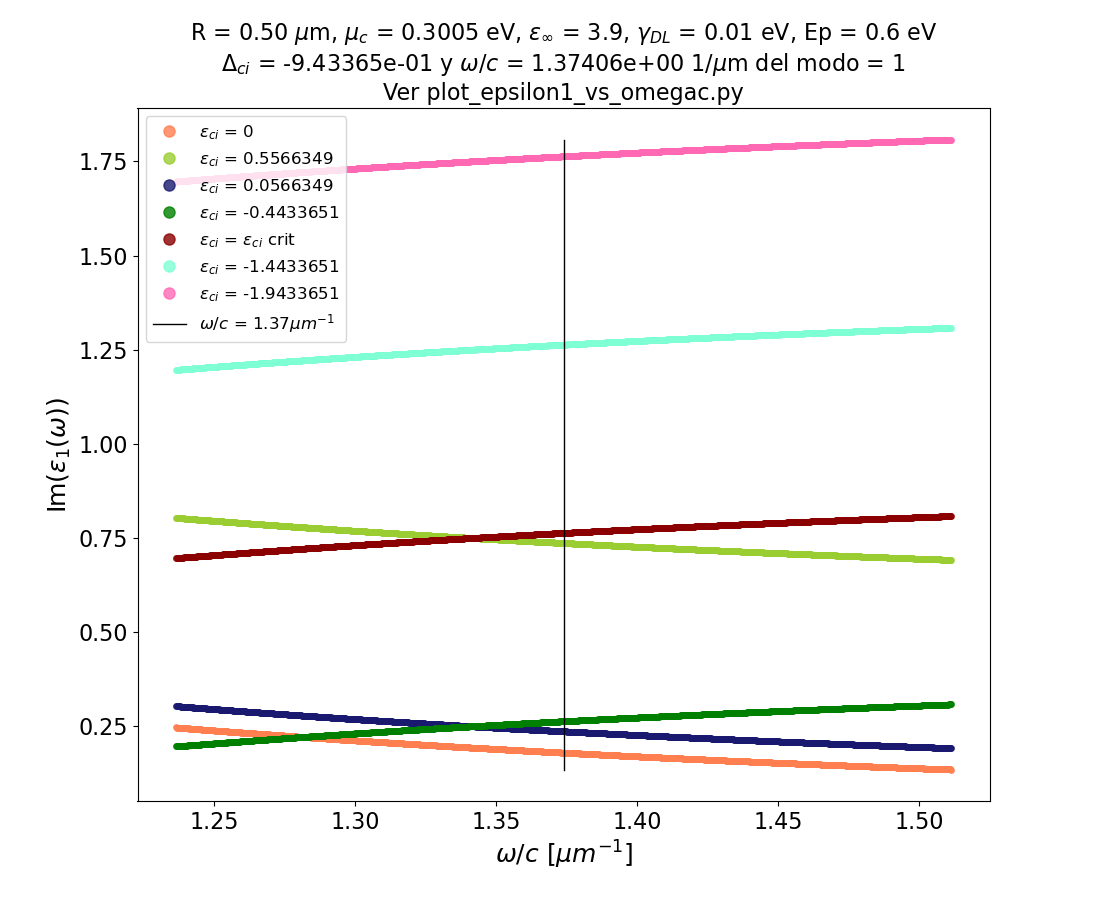 R = 0.50 μm, μ_c = 0.3005 eV, ε_∞ = 3.9, γ_DL = 0.01 eV, Ep = 0.6 eV
Δ_ci = -9.43365e-01 y ω/c = 1.37406e+00 1/μm del modo = 1
Ver plot_epsilon1_vs_omegac.py
ε_ci = 0
ε_ci = 0.5566349
ε_ci = 0.0566349
ε_ci = -0.4433651
ε_ci = ε_ci crit
ε_ci = -1.4433651
ε_ci = -1.9433651
ω/c = 1.37μm⁻¹
Im(ε₁(ω))
1.75
1.50
1.25
1.00
0.75
0.50
0.25
1.25 1.30 1.35 1.40 1.45 1.50
ω/c [μm⁻¹]